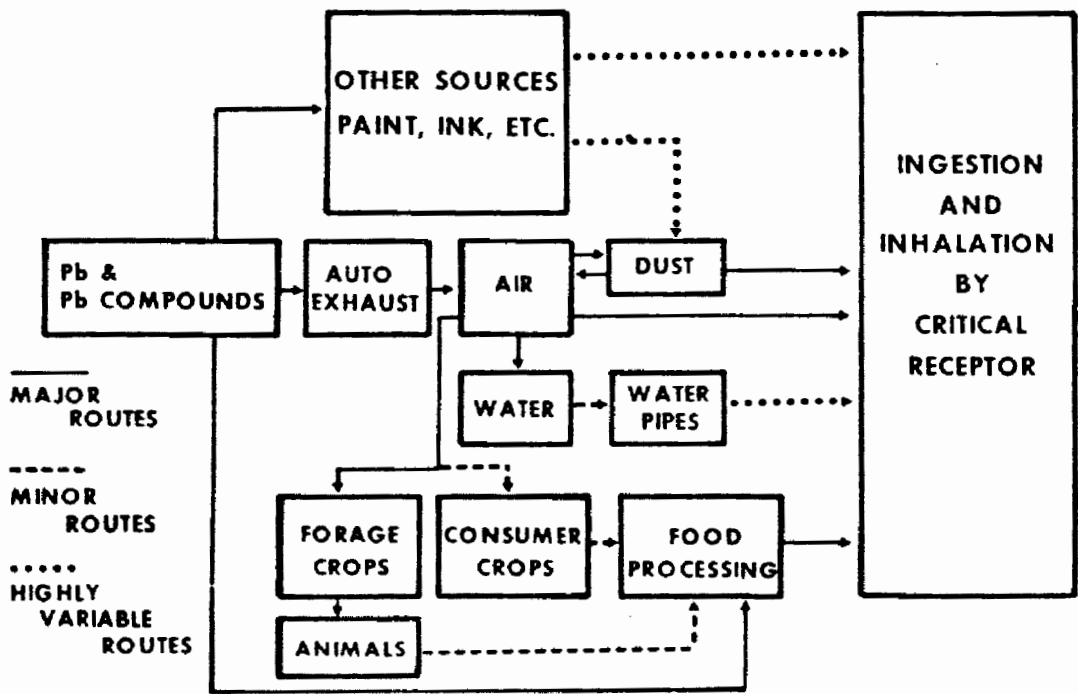 OTHER SOURCES
PAINT, INK, ETC.
INGESTION
AND
INHALATION
BY
CRITICAL
RECEPTOR
Pb &
Pb COMPOUNDS
AUTO
EXHAUST
AIR
DUST
WATER
WATER
PIPES
MAJOR
ROUTES
MINOR
ROUTES
HIGHLY
VARIABLE
ROUTES
FORAGE
CROPS
CONSUMER
CROPS
FOOD
PROCESSING
ANIMALS